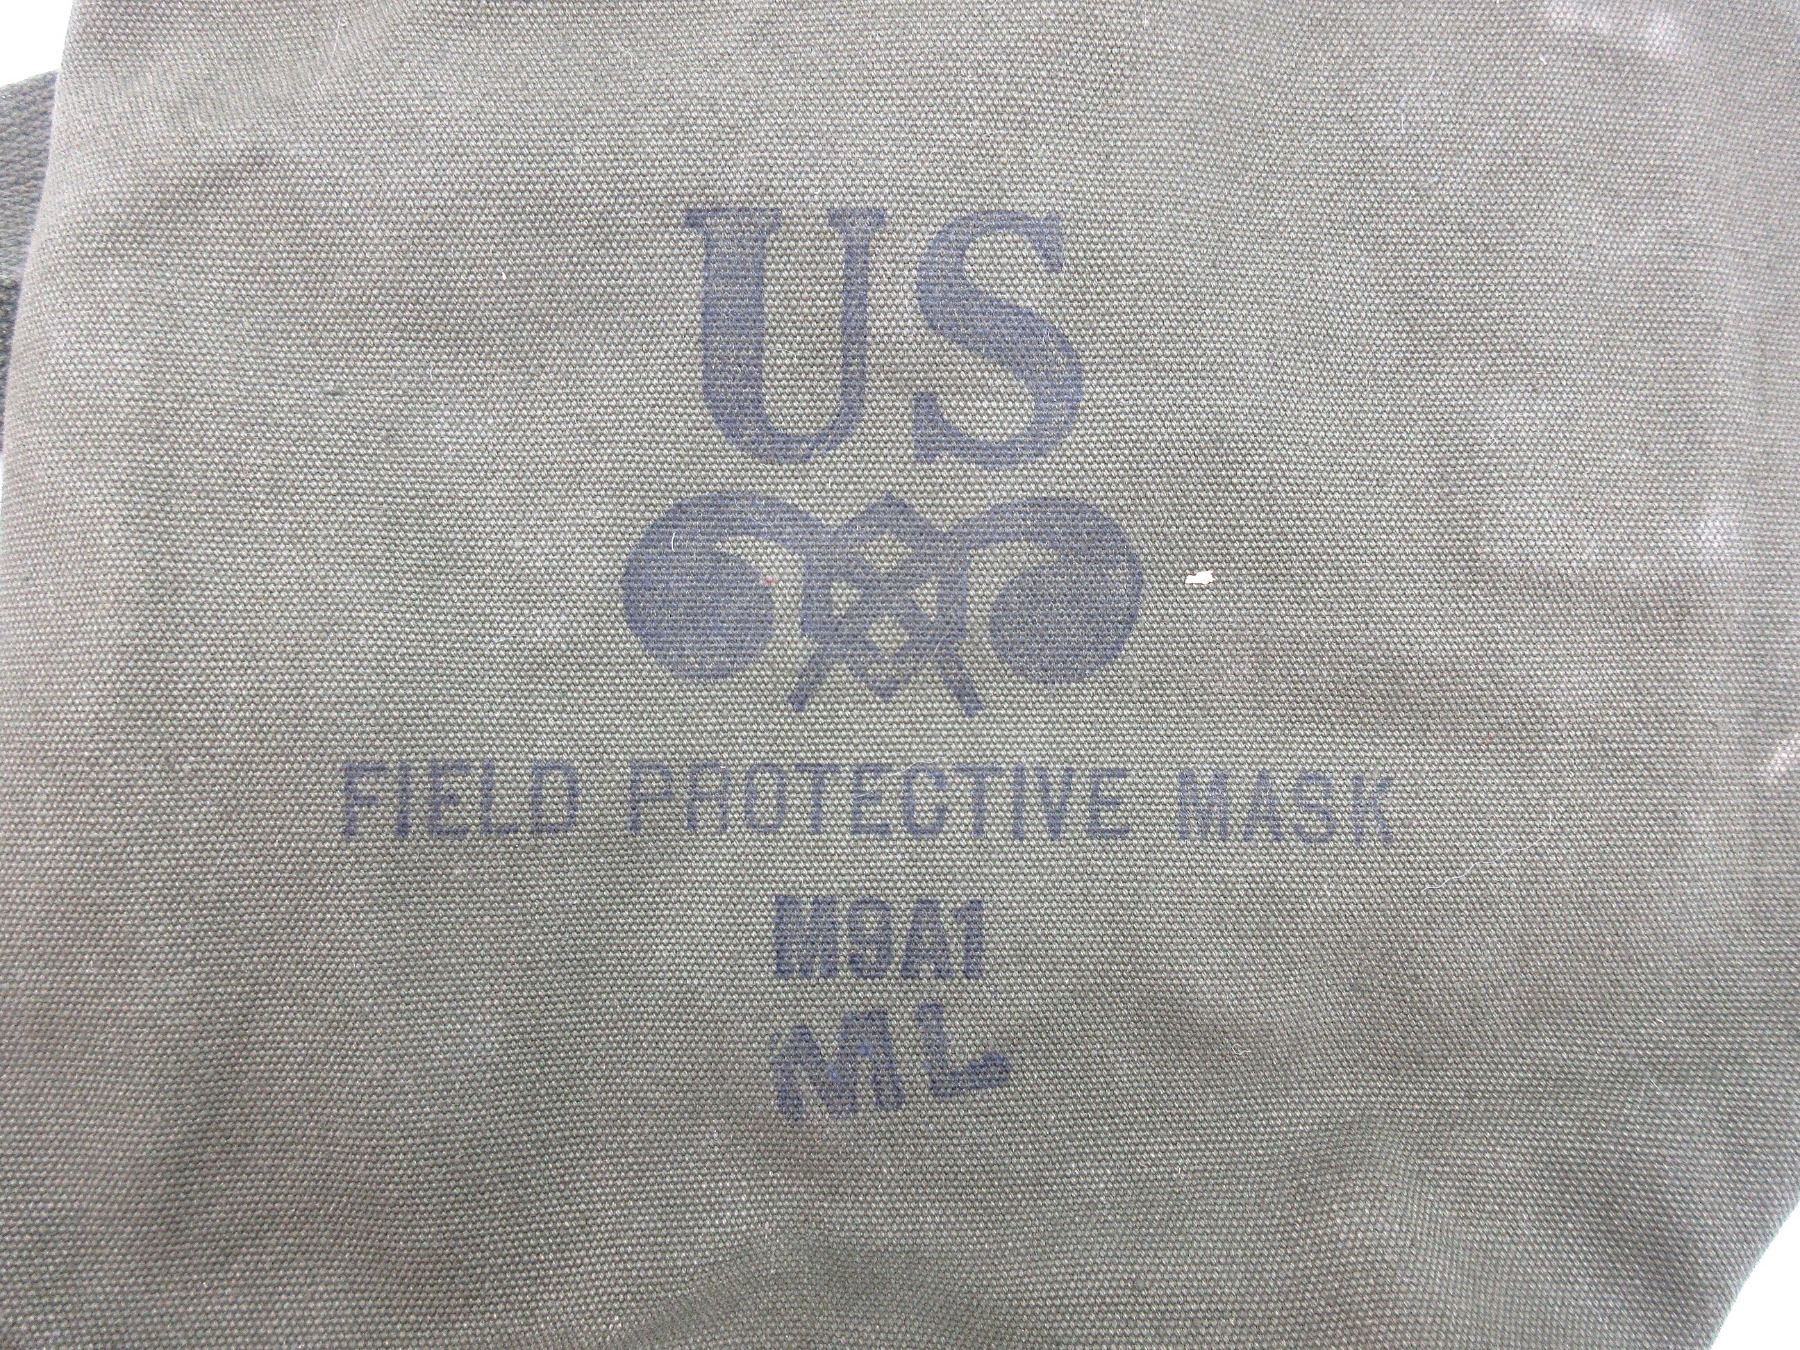 US
FIELD PROTECTIVE MASK
M9A1
ML